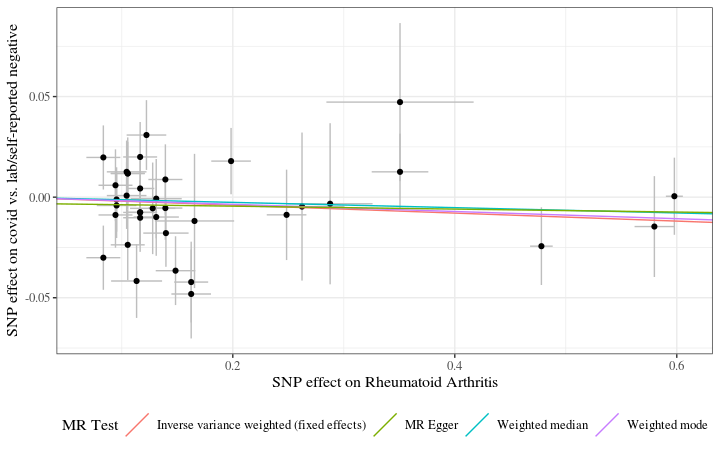 SNP effect on covid vs. lab/self-reported negative
0.05
0.00
-0.05
0.2
0.4
0.6
SNP effect on Rheumatoid Arthritis
MR Test
Inverse variance weighted (fixed effects)
MR Egger
Weighted median
Weighted mode